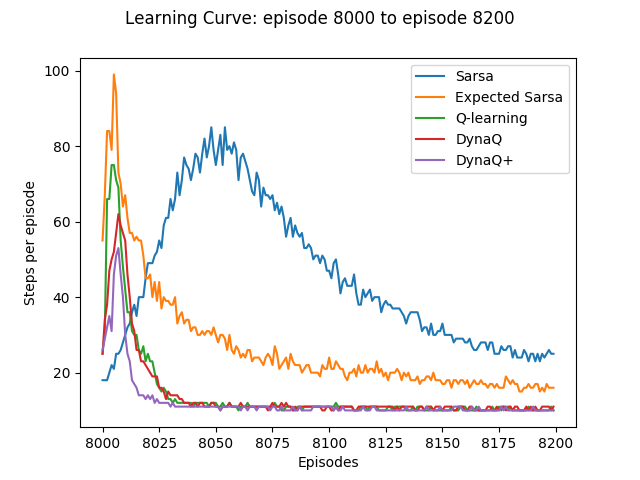 Learning Curve: episode 8000 to episode 8200
Steps per episode
100
80
60
40
20
Sarsa
Expected Sarsa
Q-learning
DynaQ
DynaQ+
8000 8025 8050 8075 8100 8125 8150 8175 8200
Episodes